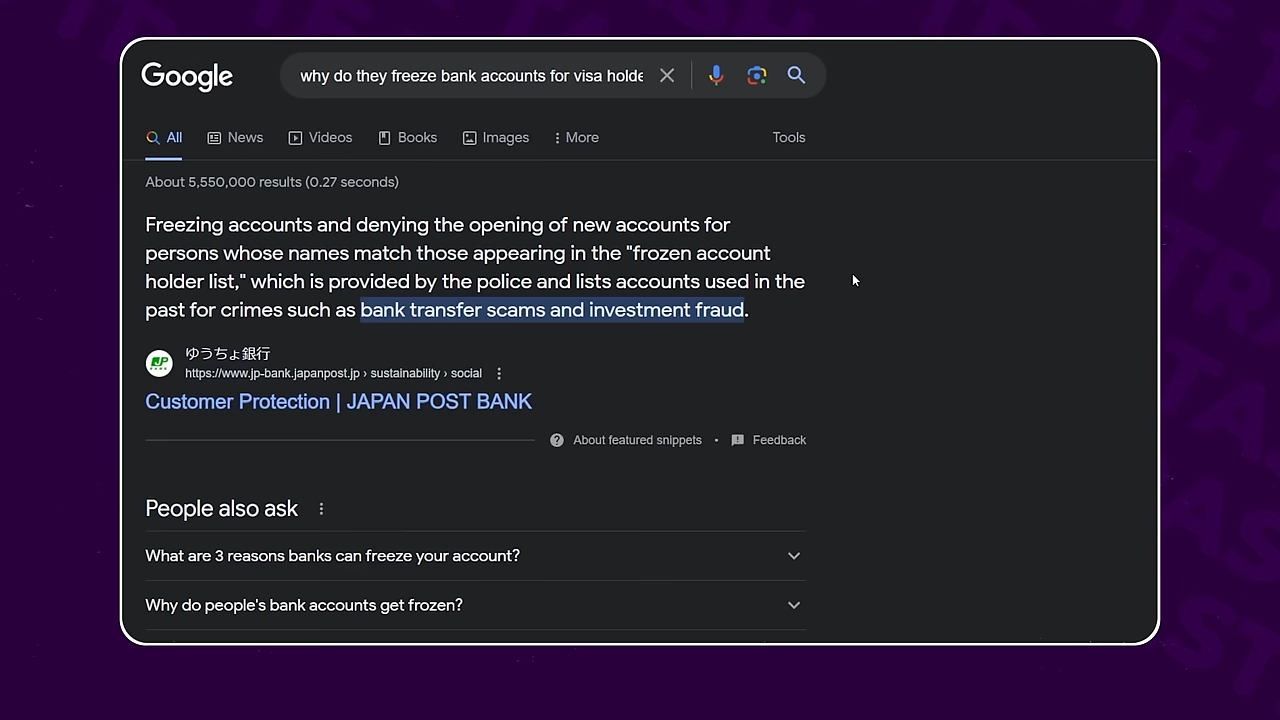 Google
why do they freeze bank accounts for visa holde
All
News
Videos
Books
Images
More
Tools
About 5,550,000 results (0.27 seconds)
Freezing accounts and denying the opening of new accounts for
persons whose names match those appearing in the "frozen account
holder list," which is provided by the police and lists accounts used in the
past for crimes such as bank transfer scams and investment fraud.
JP
ゆうちょ銀行
https://www.jp-bank.japanpost.jp › sustainability › social
Customer Protection | JAPAN POST BANK
About featured snippets • Feedback
People also ask
What are 3 reasons banks can freeze your account?
Why do people's bank accounts get frozen?